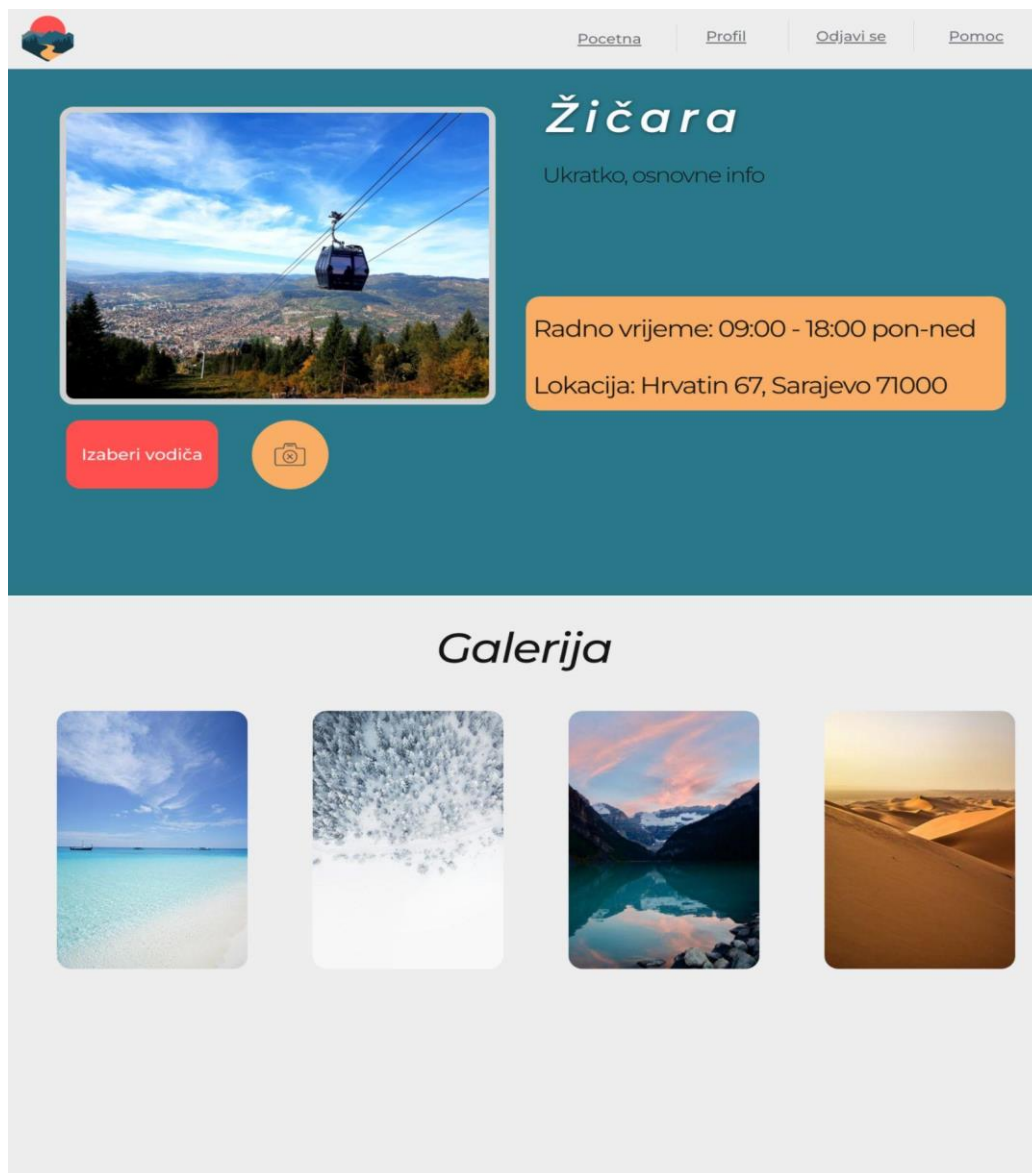 Pocetna
Profil
Odjavi se
Pomoc
Žičara
Ukratko, osnovne info
Radno vrijeme: 09:00 - 18:00 pon-ned
Lokacija: Hrvatin 67, Sarajevo 71000
Izaberi vodiča
Galerija